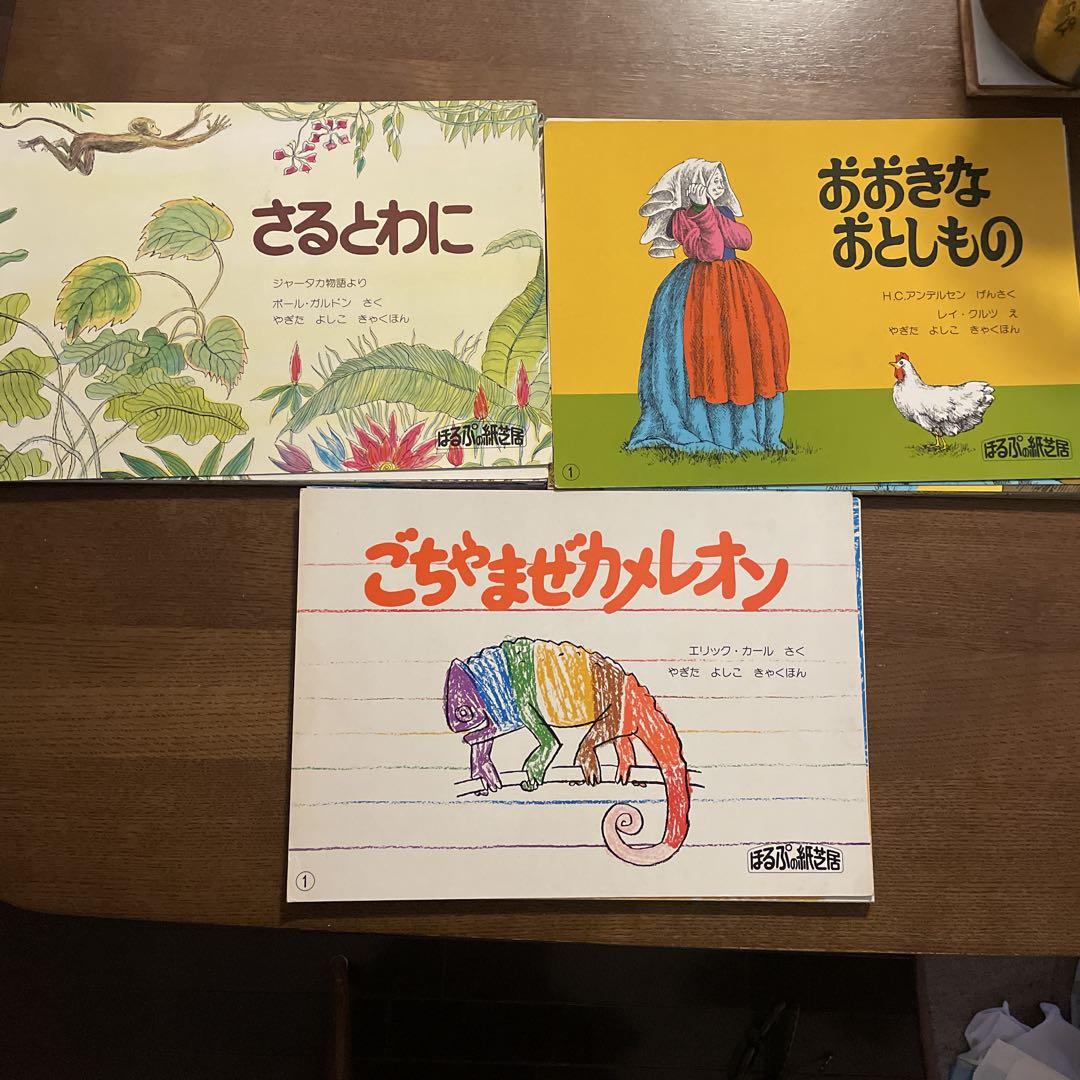 さるとわに
ジャータカ物語より
ポール・ガルドン さく
やぎた よしこ きゃくほん
ほるぷの紙芝居
おおきな
おとしもの
H.C.アンデルセン げんさく
レイ・クルツ え
やぎた よしこ きゃくほん
ほるぷの紙芝居
①
ごちゃまぜカメレオン
エリック・カール さく
やぎた よしこ きゃくほん
ほるぷの紙芝居
①